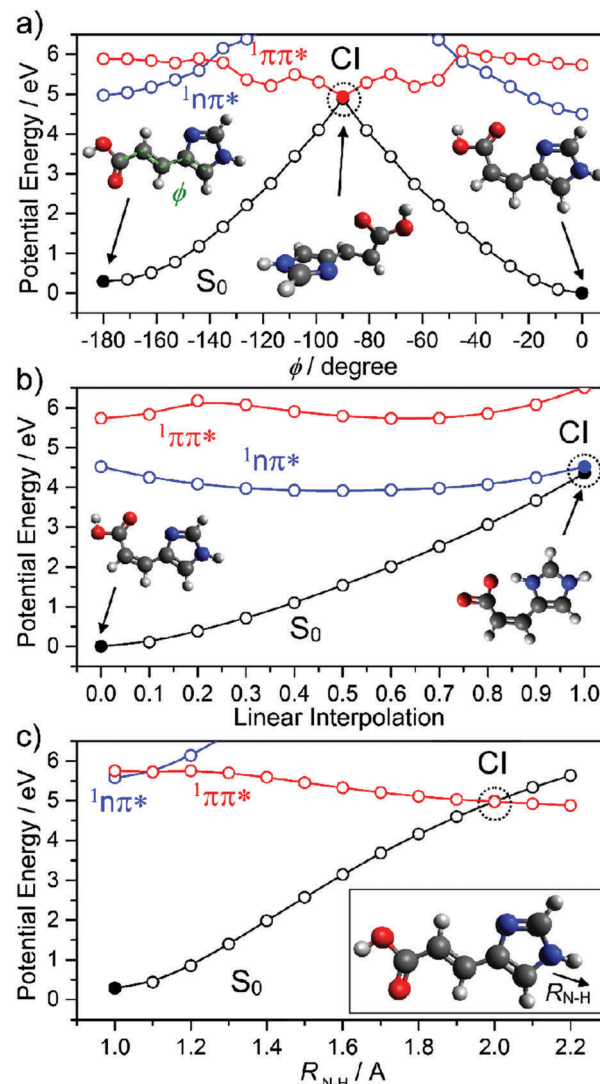 a)
Potential Energy / eV
6
5
4
3
2
1
0
¹ππ*
¹nπ*
CI
ϕ
S₀
-180 -160 -140 -120 -100 -80 -60 -40 -20 0
ϕ / degree
b)
Potential Energy / eV
6
5
4
3
2
1
0
¹ππ*
¹nπ*
CI
S₀
0.0 0.1 0.2 0.3 0.4 0.5 0.6 0.7 0.8 0.9 1.0
Linear Interpolation
c)
Potential Energy / eV
6
5
4
3
2
1
0
¹nπ*
¹ππ*
CI
S₀
R_N-H
1.0 1.2 1.4 1.6 1.8 2.0 2.2
R_N-H / A